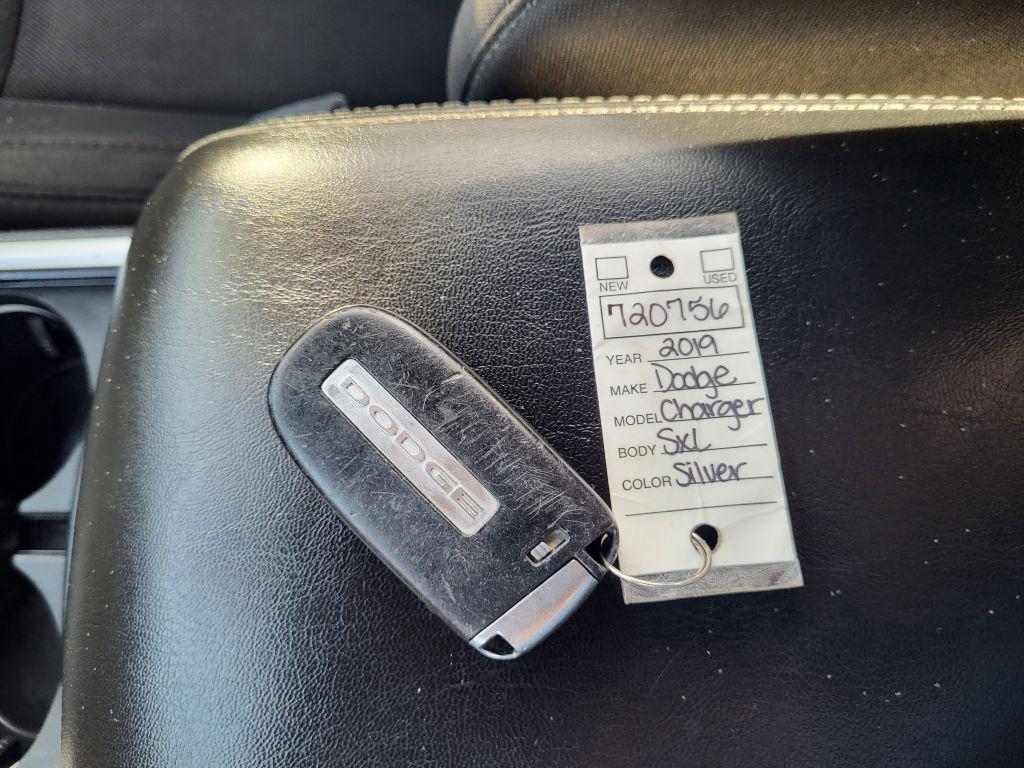 DODGE
NEW USED
720756
YEAR 2019
MAKE Dodge
MODEL Charger
BODY SXL
COLOR Silver